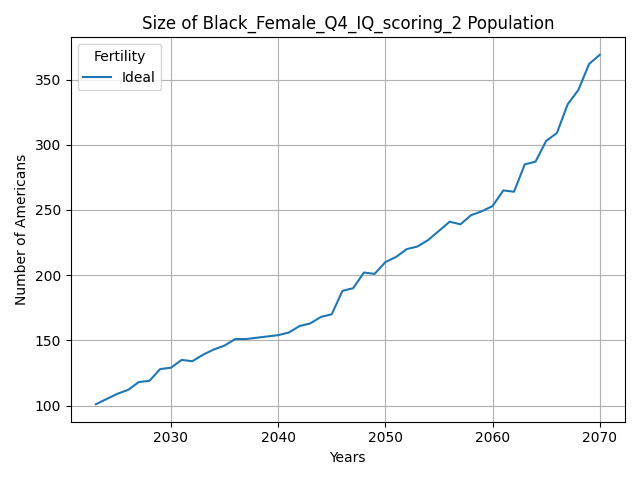 Size of Black_Female_Q4_IQ_scoring_2 Population
Fertility
Ideal
Number of Americans
350
300
250
200
150
100
2030 2040 2050 2060 2070
Years